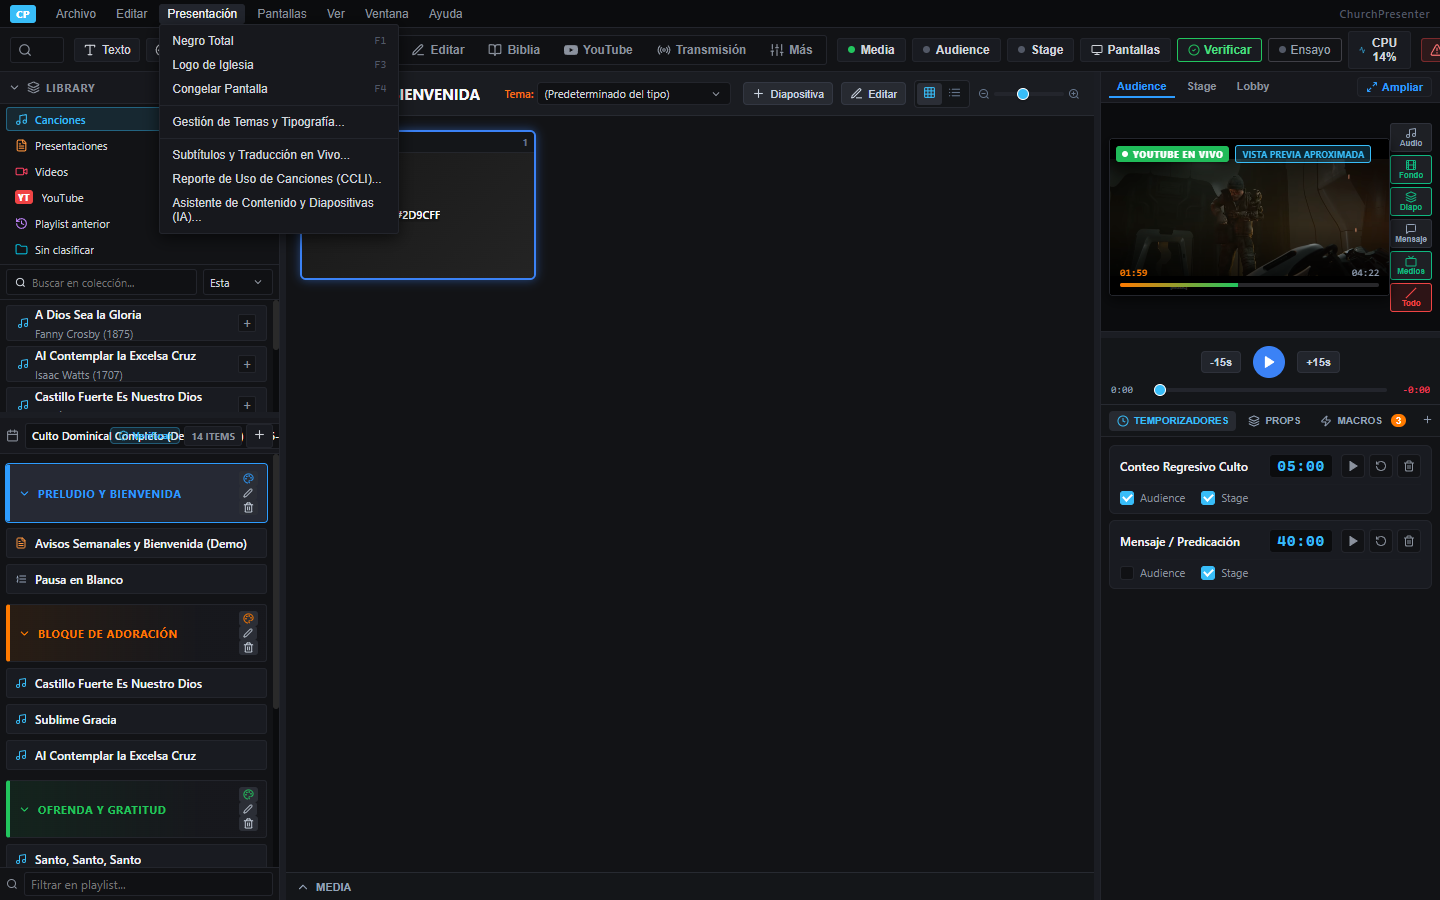 CP Archivo Editar Presentación Pantallas Ver Ventana Ayuda ChurchPresenter
Negro Total F1
Logo de Iglesia F3
Congelar Pantalla F4
Gestión de Temas y Tipografía...
Subtítulos y Traducción en Vivo...
Reporte de Uso de Canciones (CCLI)...
Asistente de Contenido y Diapositivas
(IA)...
Texto Editar Biblia YouTube Transmisión Más Media Audience Stage Pantallas Verificar Ensayo CPU
14%
LIBRARY
Canciones
Presentaciones
Videos
YT YouTube
Playlist anterior
Sin clasificar
Buscar en colección... Esta
A Dios Sea la Gloria
Fanny Crosby (1875)
Al Contemplar la Excelsa Cruz
Isaac Watts (1707)
Castillo Fuerte Es Nuestro Dios
Culto Dominical Completo (De 14 ITEMS
PRELUDIO Y BIENVENIDA
Avisos Semanales y Bienvenida (Demo)
Pausa en Blanco
BLOQUE DE ADORACIÓN
Castillo Fuerte Es Nuestro Dios
Sublime Gracia
Al Contemplar la Excelsa Cruz
OFRENDA Y GRATITUD
Santo, Santo, Santo
Filtrar en playlist...
IENVENIDA Tema: (Predeterminado del tipo) Diapositiva Editar
1
#2D9CFF
MEDIA
Audience Stage Lobby Ampliar
YOUTUBE EN VIVO VISTA PREVIA APROXIMADA
01:59 04:22
Audio
Fondo
Diapo
Mensaje
Medios
Todo
-15s +15s
0:00 -0:00
TEMPORIZADORES PROPS MACROS 3
Conteo Regresivo Culto 05:00
Audience Stage
Mensaje / Predicación 40:00
Audience Stage